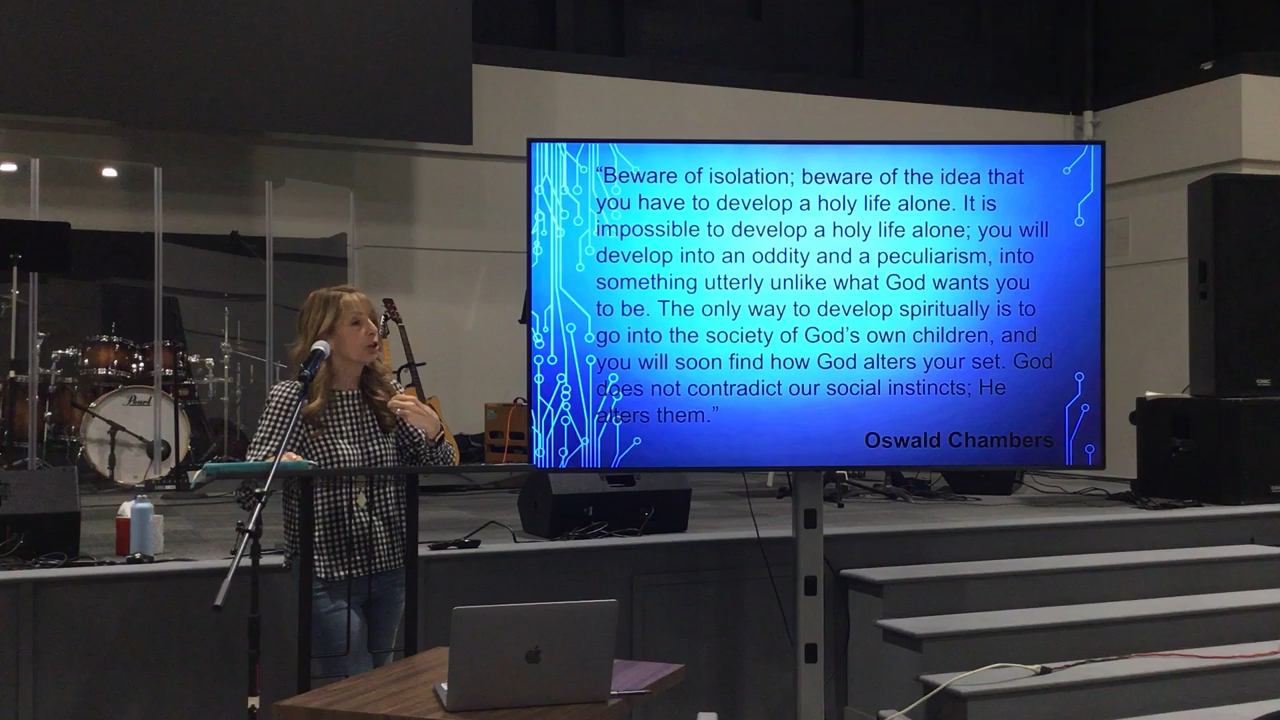 “Beware of isolation; beware of the idea that
you have to develop a holy life alone. It is
impossible to develop a holy life alone; you will
develop into an oddity and a peculiarism, into
something utterly unlike what God wants you
to be. The only way to develop spiritually is to
go into the society of God’s own children, and
you will soon find how God alters your set. God
does not contradict our social instincts; He
alters them.”
Oswald Chambers
Pearl